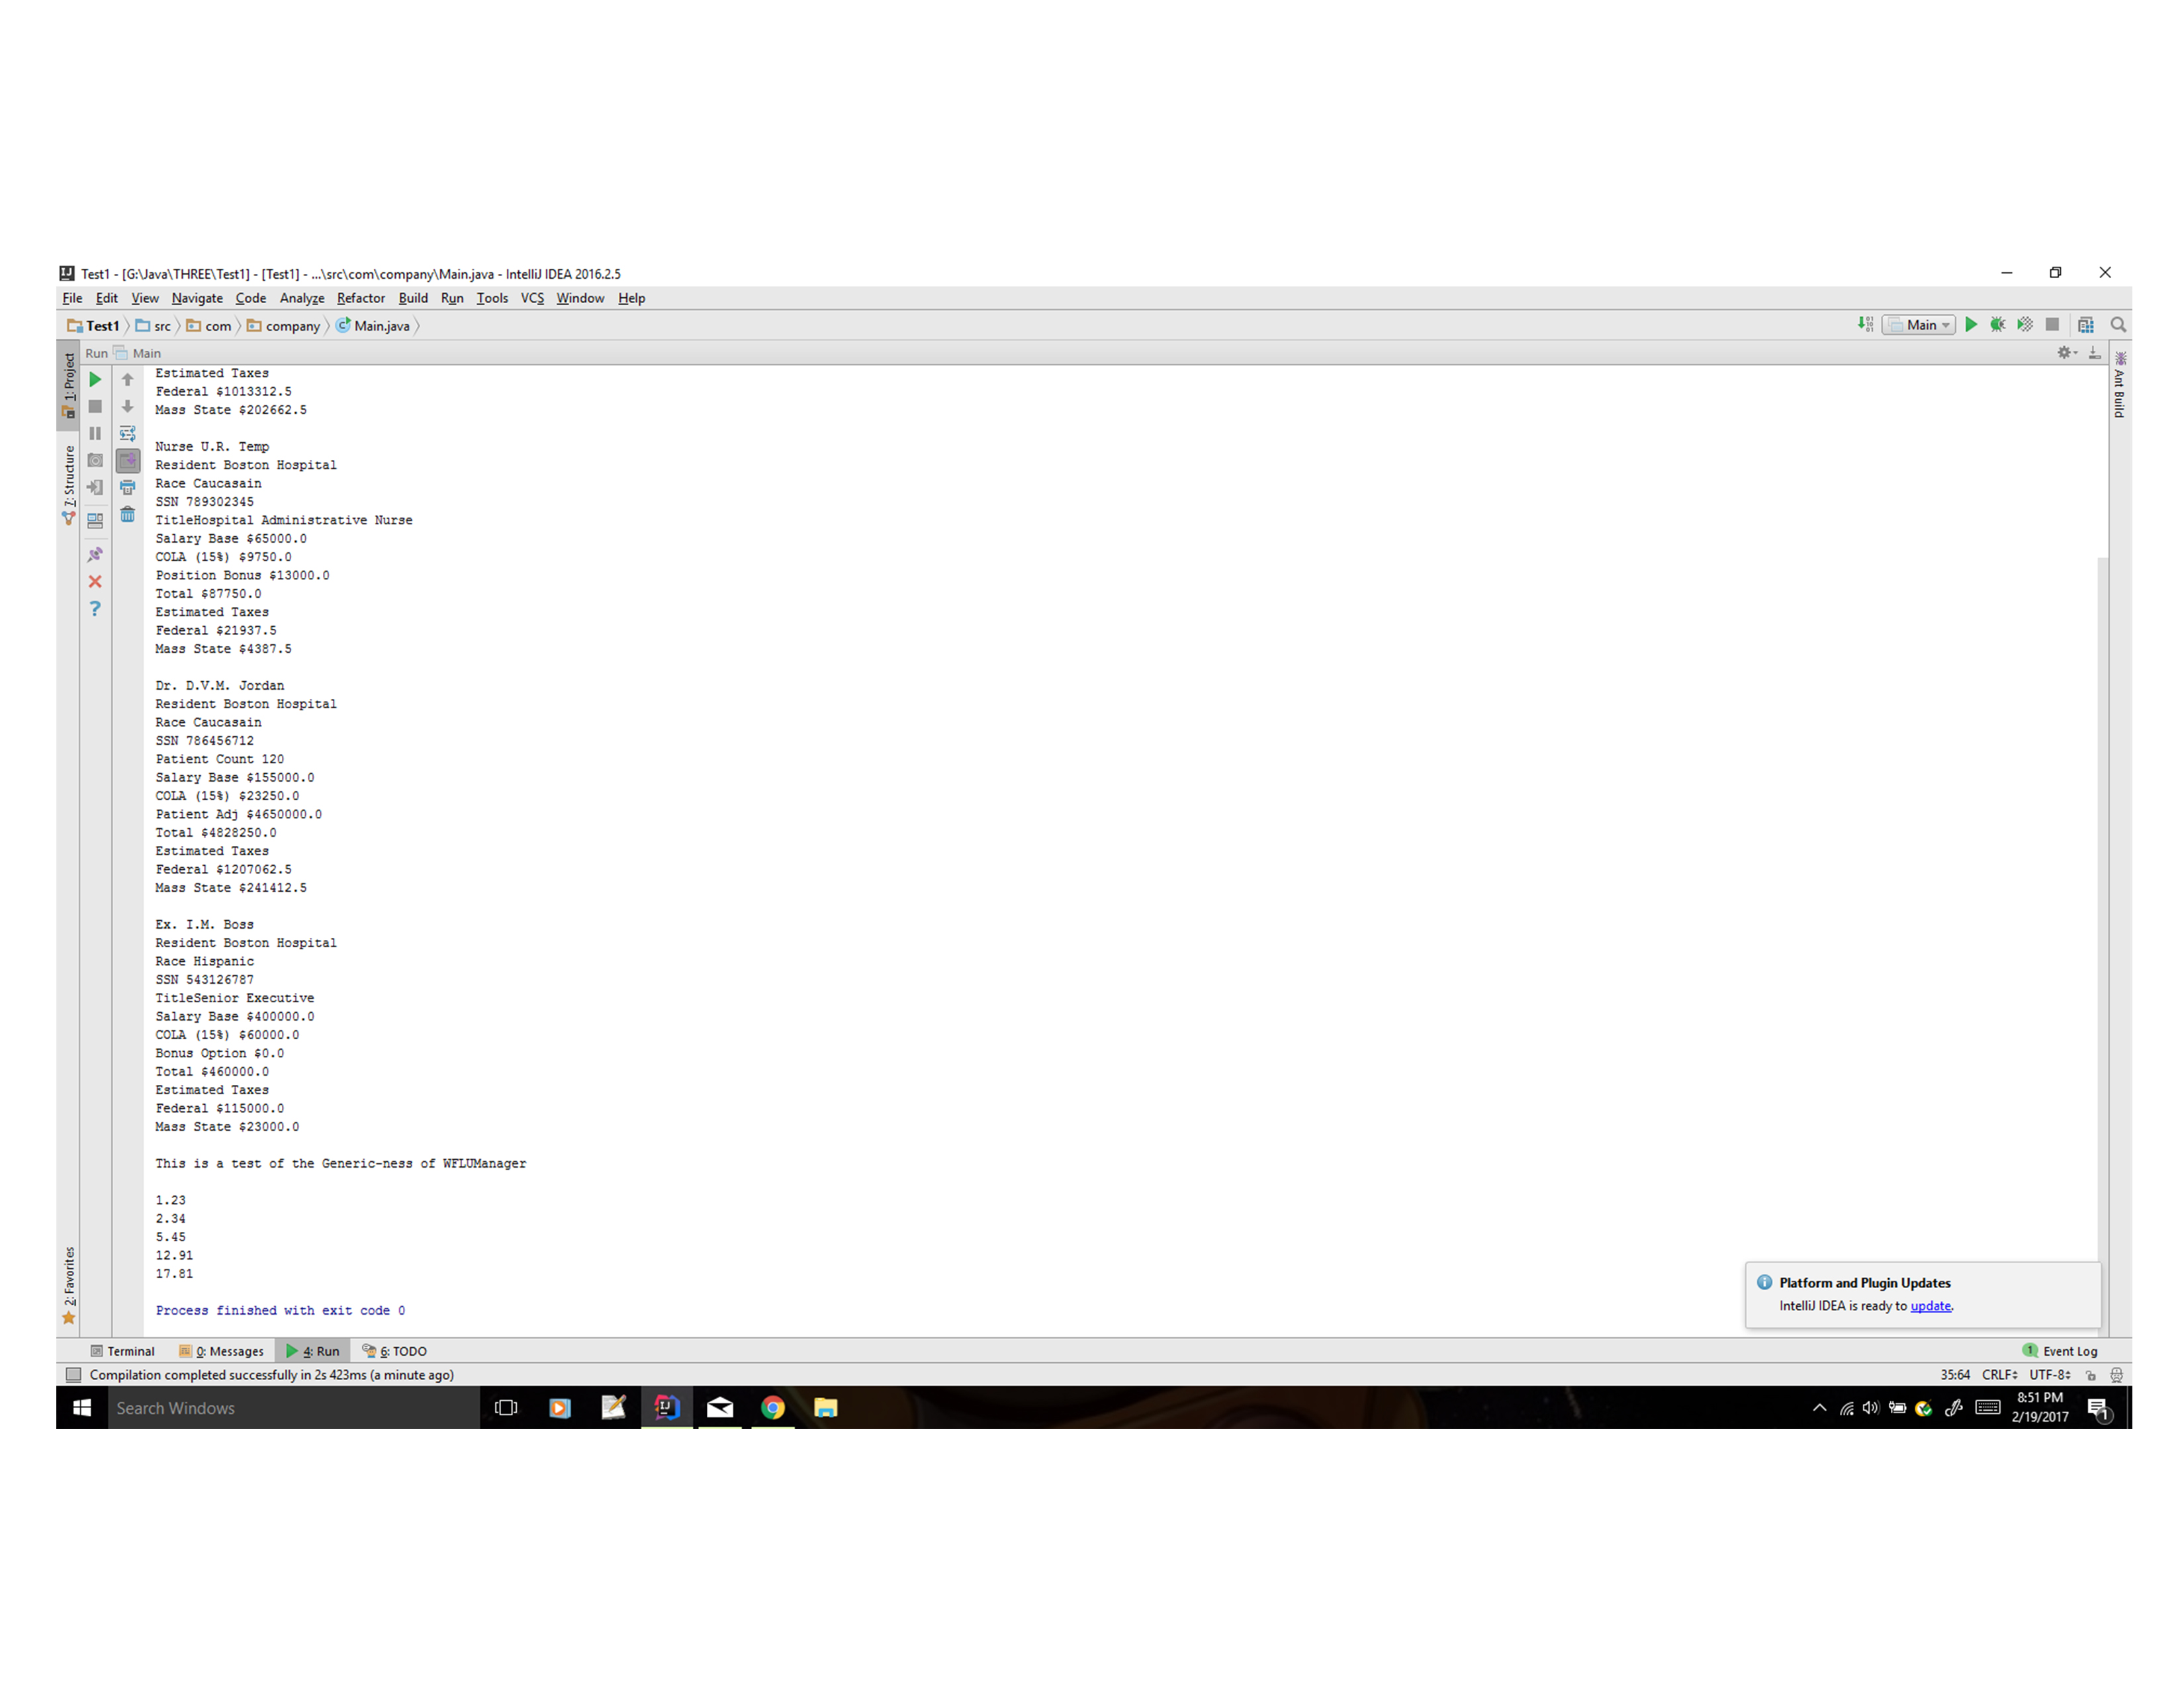 Test1 - [G:\Java\THREE\Test1] - [Test1] - ...\src\com\company\Main.java - IntelliJ IDEA 2016.2.5
File Edit View Navigate Code Analyze Refactor Build Run Tools VCS Window Help
Test1 src com company Main.java
Main
Run Main
1: Project
7: Structure
2: Favorites
Ant Build
Estimated Taxes
Federal $1013312.5
Mass State $202662.5
Nurse U.R. Temp
Resident Boston Hospital
Race Caucasain
SSN 789302345
TitleHospital Administrative Nurse
Salary Base $65000.0
COLA (15%) $9750.0
Position Bonus $13000.0
Total $87750.0
Estimated Taxes
Federal $21937.5
Mass State $4387.5
Dr. D.V.M. Jordan
Resident Boston Hospital
Race Caucasain
SSN 786456712
Patient Count 120
Salary Base $155000.0
COLA (15%) $23250.0
Patient Adj $4650000.0
Total $4828250.0
Estimated Taxes
Federal $1207062.5
Mass State $241412.5
Ex. I.M. Boss
Resident Boston Hospital
Race Hispanic
SSN 543126787
TitleSenior Executive
Salary Base $400000.0
COLA (15%) $60000.0
Bonus Option $0.0
Total $460000.0
Estimated Taxes
Federal $115000.0
Mass State $23000.0
This is a test of the Generic-ness of WFLUManager
1.23
2.34
5.45
12.91
17.81
Process finished with exit code 0
Platform and Plugin Updates
IntelliJ IDEA is ready to update.
Terminal 0: Messages 4: Run 6: TODO
1 Event Log
Compilation completed successfully in 2s 423ms (a minute ago)
35:64 CRLF UTF-8
Search Windows
8:51 PM
2/19/2017
1